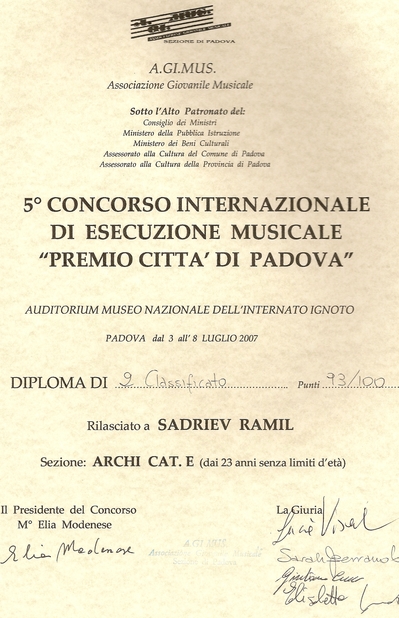 SEZIONE DI PADOVA
A.GI.MUS.
Associazione Giovanile Musicale
Sotto l'Alto Patronato del:
Consiglio dei Ministri
Ministero della Pubblica Istruzione
Ministero dei Beni Culturali
Assessorato alla Cultura del Comune di Padova
Assessorato alla Cultura della Provincia di Padova
5° CONCORSO INTERNAZIONALE
DI ESECUZIONE MUSICALE
“PREMIO CITTA’ DI PADOVA”
AUDITORIUM MUSEO NAZIONALE DELL'INTERNATO IGNOTO
PADOVA dal 3 all' 8 LUGLIO 2007
DIPLOMA DI 2 Classificato Punti 93/100
Rilasciato a SADRIEV RAMIL
Sezione: ARCHI CAT. E (dai 23 anni senza limiti d'età)
Il Presidente del Concorso
M° Elia Modenese
Elia Modenese
La Giuria
A.GI.MUS.